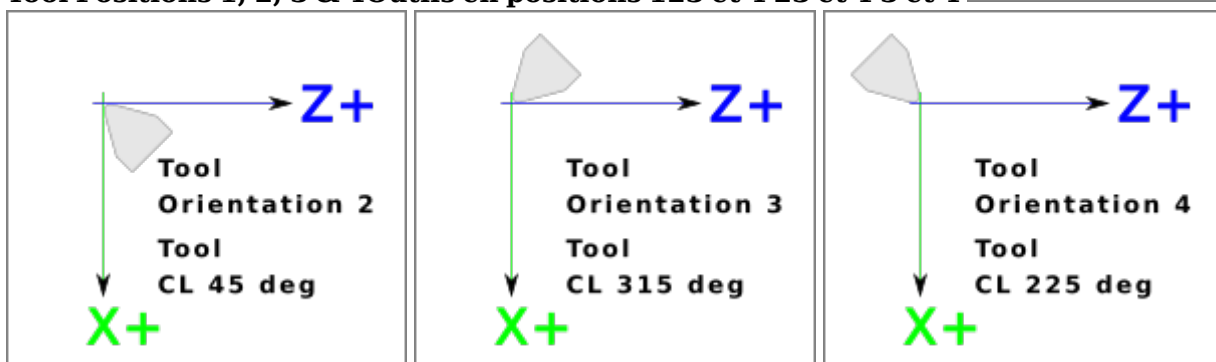 Z+
Tool
Orientation 2
Tool
CL 45 deg
X+
Z+
Tool
Orientation 3
Tool
CL 315 deg
X+
Z+
Tool
Orientation 4
Tool
CL 225 deg
X+